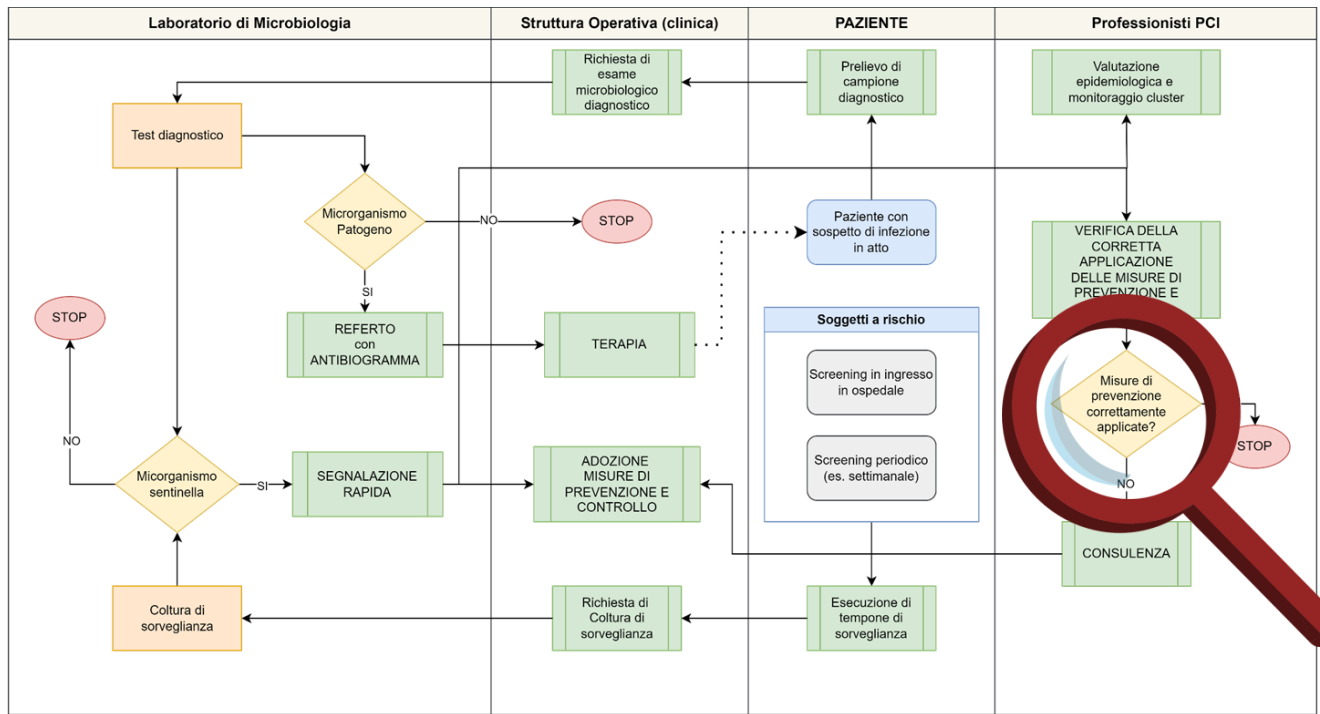 Laboratorio di Microbiologia
Struttura Operativa (clinica)
PAZIENTE
Professionisti PCI
Richiesta di
esame
microbiologico
diagnostico
Prelievo di
campione
diagnostico
Valutazione
epidemiologica e
monitoraggio cluster
Test diagnostico
Microrganismo
Patogeno
NO
STOP
Paziente con
sospetto di infezione
in atto
VERIFICA DELLA
CORRETTA
APPLICAZIONE
DELLE MISURE DI
PREVENZIONE E
SI
STOP
REFERTO
con
ANTIBIOGRAMMA
TERAPIA
Soggetti a rischio
Screening in ingresso
in ospedale
Misure di
prevenzione
correttamente
applicate?
STOP
NO
Micorganismo
sentinella
SI
SEGNALAZIONE
RAPIDA
ADOZIONE
MISURE DI
PREVENZIONE E
CONTROLLO
Screening periodico
(es. settimanale)
NO
CONSULENZA
Coltura di
sorveglianza
Richiesta di
Coltura di
sorveglianza
Esecuzione di
tempone di
sorveglianza